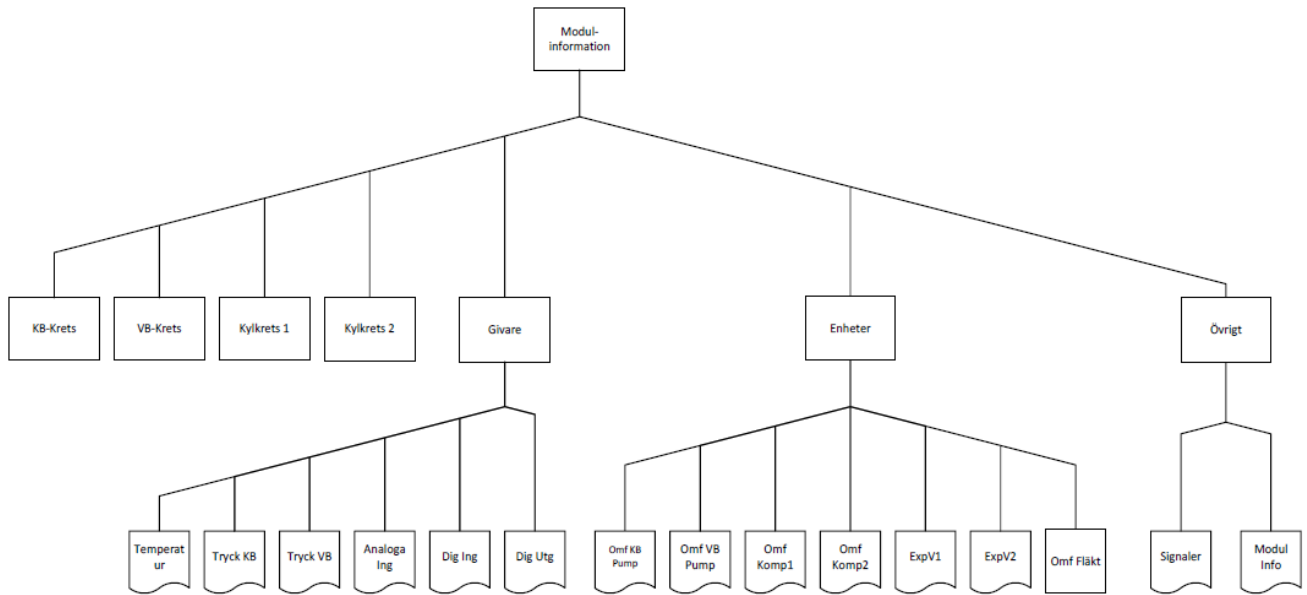 Modul-
information
KB-Krets
VB-Krets
Kylkrets 1
Kylkrets 2
Givare
Enheter
Övrigt
Temperat
ur
Tryck KB
Tryck VB
Analoga
Ing
Dig Ing
Dig Utg
Omf KB
Pump
Omf VB
Pump
Omf
Komp1
Omf
Komp2
ExpV1
ExpV2
Omf Fläkt
Signaler
Modul
Info